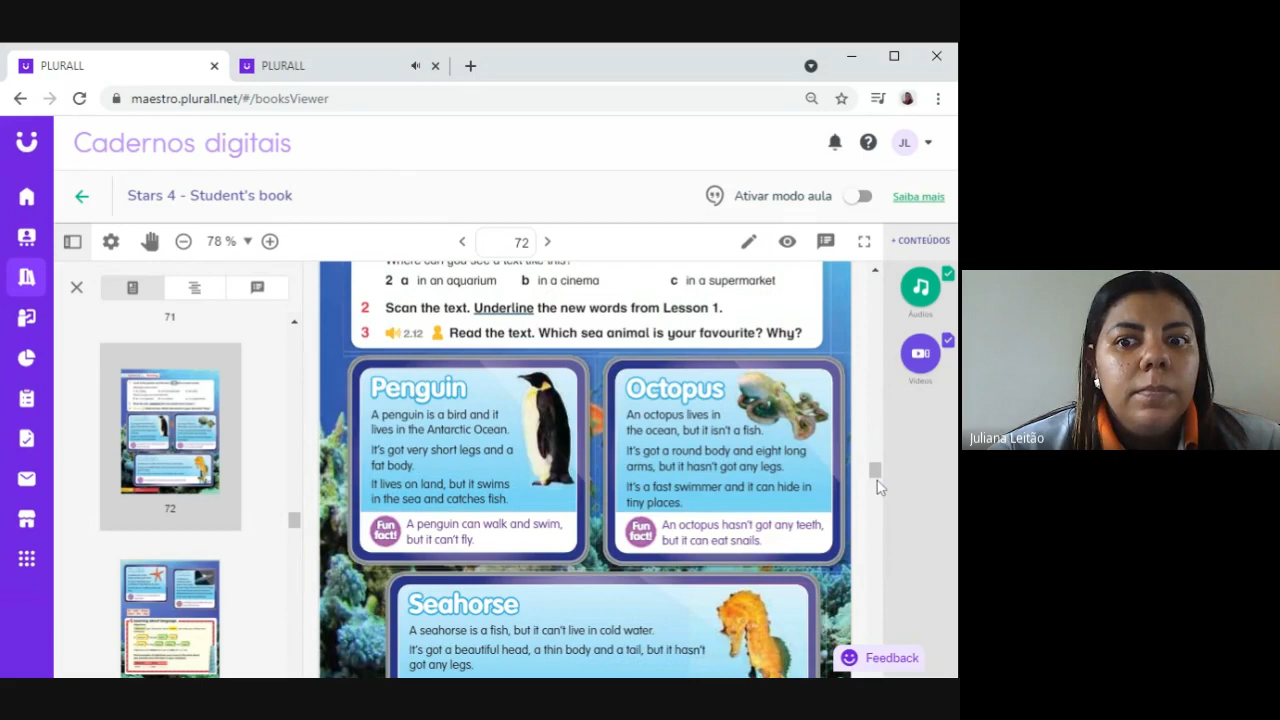 PLURALL
PLURALL
maestro.plurall.net/#/booksViewer
Cadernos digitais
JL
Stars 4 - Student's book
Ativar modo aula
Saiba mais
78 %
72
+ CONTEÚDOS
71
72
Áudios
Vídeos
Where can you see a text like this?
2 a in an aquarium b in a cinema c in a supermarket
2 Scan the text. Underline the new words from Lesson 1.
3 2.12 Read the text. Which sea animal is your favourite? Why?
Penguin
A penguin is a bird and it
lives in the Antarctic Ocean.
It's got very short legs and a
fat body.
It lives on land, but it swims
in the sea and catches fish.
Fun fact!
A penguin can walk and swim,
but it can't fly.
Octopus
An octopus lives in
the ocean, but it isn't a fish.
It's got a round body and eight long
arms, but it hasn't got any legs.
It's a fast swimmer and it can hide in
tiny places.
Fun fact!
An octopus hasn't got any teeth,
but it can eat snails.
Seahorse
A seahorse is a fish, but it can't live in cold water.
It's got a beautiful head, a thin body and a tail, but it hasn't
got any legs.
Feedback
Juliana Leitão